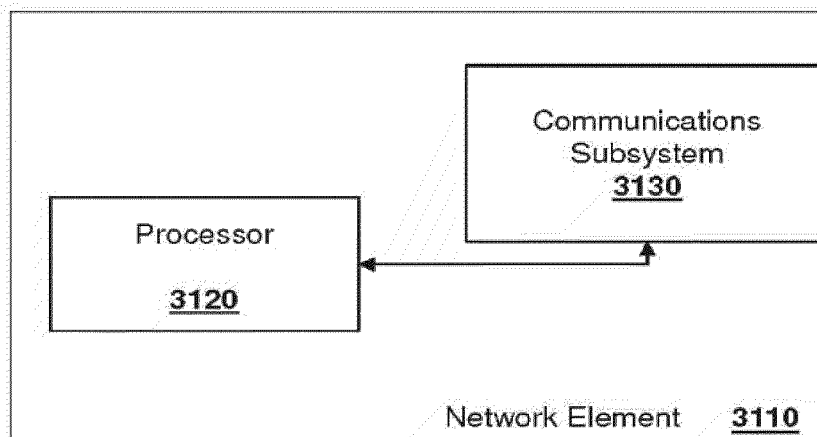 Communications
Subsystem
3130
Processor
3120
Network Element 3110